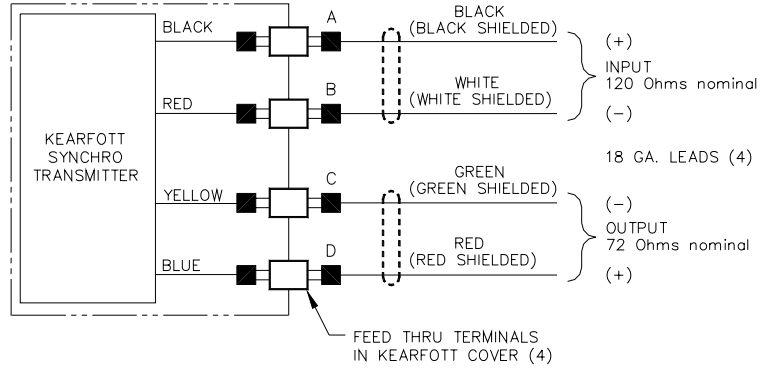 BLACK
A
BLACK
(BLACK SHIELDED)
(+)
INPUT
120 Ohms nominal
RED
B
WHITE
(WHITE SHIELDED)
(-)
KEARFOTT
SYNCHRO
TRANSMITTER
18 GA. LEADS (4)
YELLOW
C
GREEN
(GREEN SHIELDED)
(-)
OUTPUT
72 Ohms nominal
BLUE
D
RED
(RED SHIELDED)
(+)
FEED THRU TERMINALS
IN KEARFOTT COVER (4)